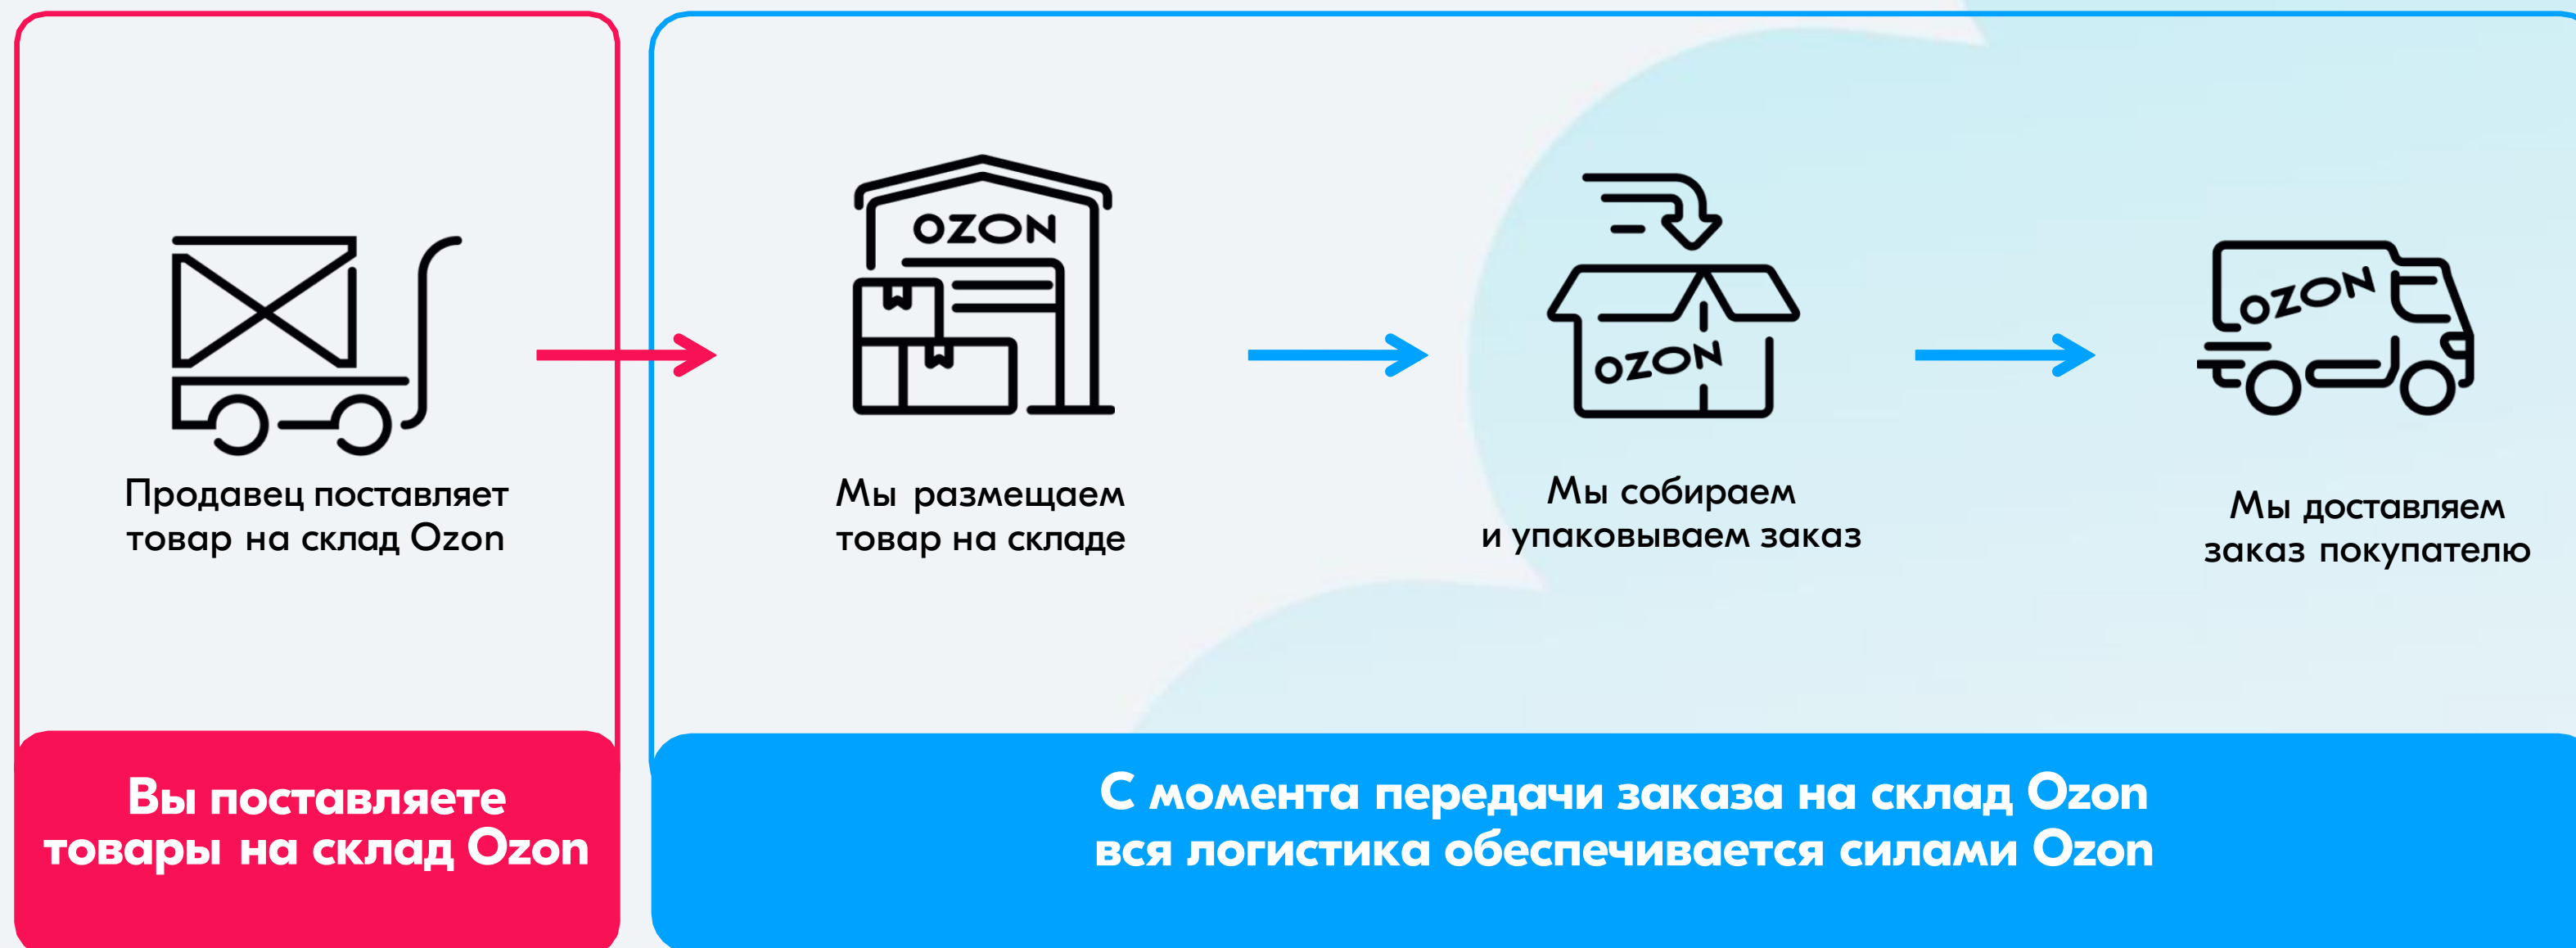 OZON
OZON
OZON
Продавец поставляет
товар на склад Ozon
Мы размещаем
товар на складе
Мы собираем
и упаковываем заказ
Мы доставляем
заказ покупателю
Вы поставляете
товары на склад Ozon
С момента передачи заказа на склад Ozon
вся логистика обеспечивается силами Ozon